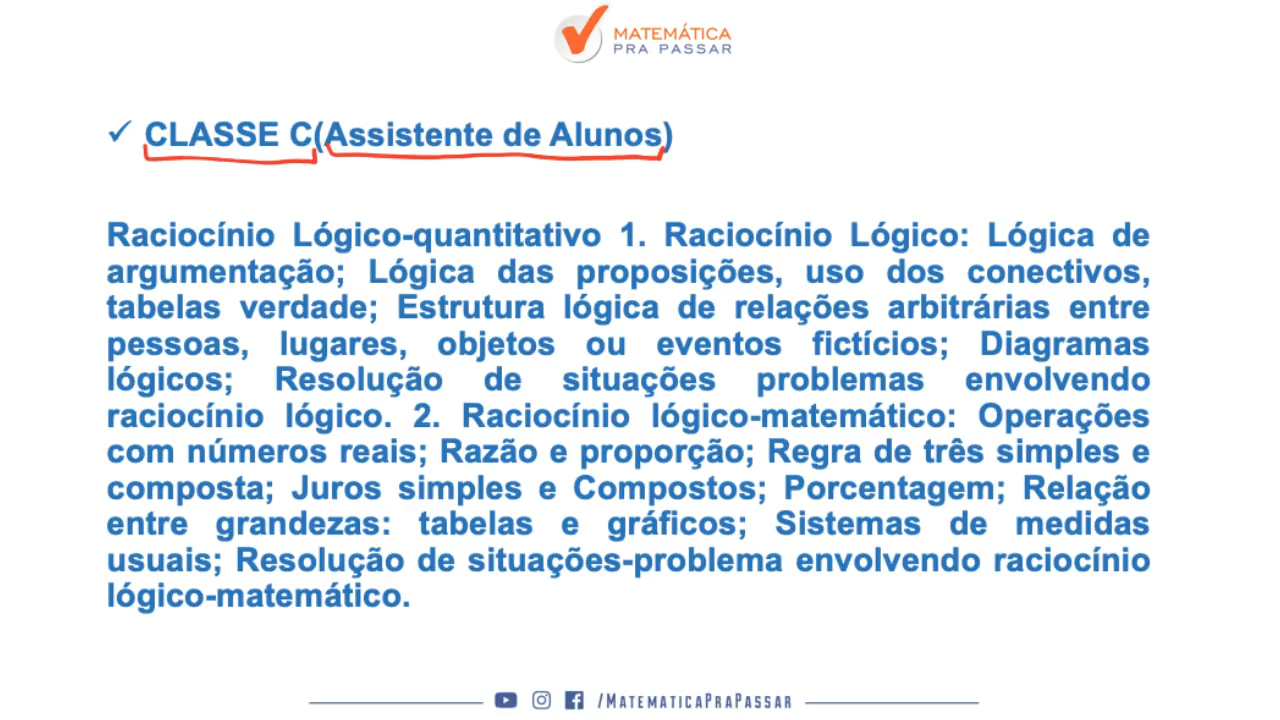 MATEMÁTICA
PRA PASSAR
✓ CLASSE C(Assistente de Alunos)
Raciocínio Lógico-quantitativo 1. Raciocínio Lógico: Lógica de
argumentação; Lógica das proposições, uso dos conectivos,
tabelas verdade; Estrutura lógica de relações arbitrárias entre
pessoas, lugares, objetos ou eventos fictícios; Diagramas
lógicos; Resolução de situações problemas envolvendo
raciocínio lógico. 2. Raciocínio lógico-matemático: Operações
com números reais; Razão e proporção; Regra de três simples e
composta; Juros simples e Compostos; Porcentagem; Relação
entre grandezas: tabelas e gráficos; Sistemas de medidas
usuais; Resolução de situações-problema envolvendo raciocínio
lógico-matemático.
/MatematicaPraPassar